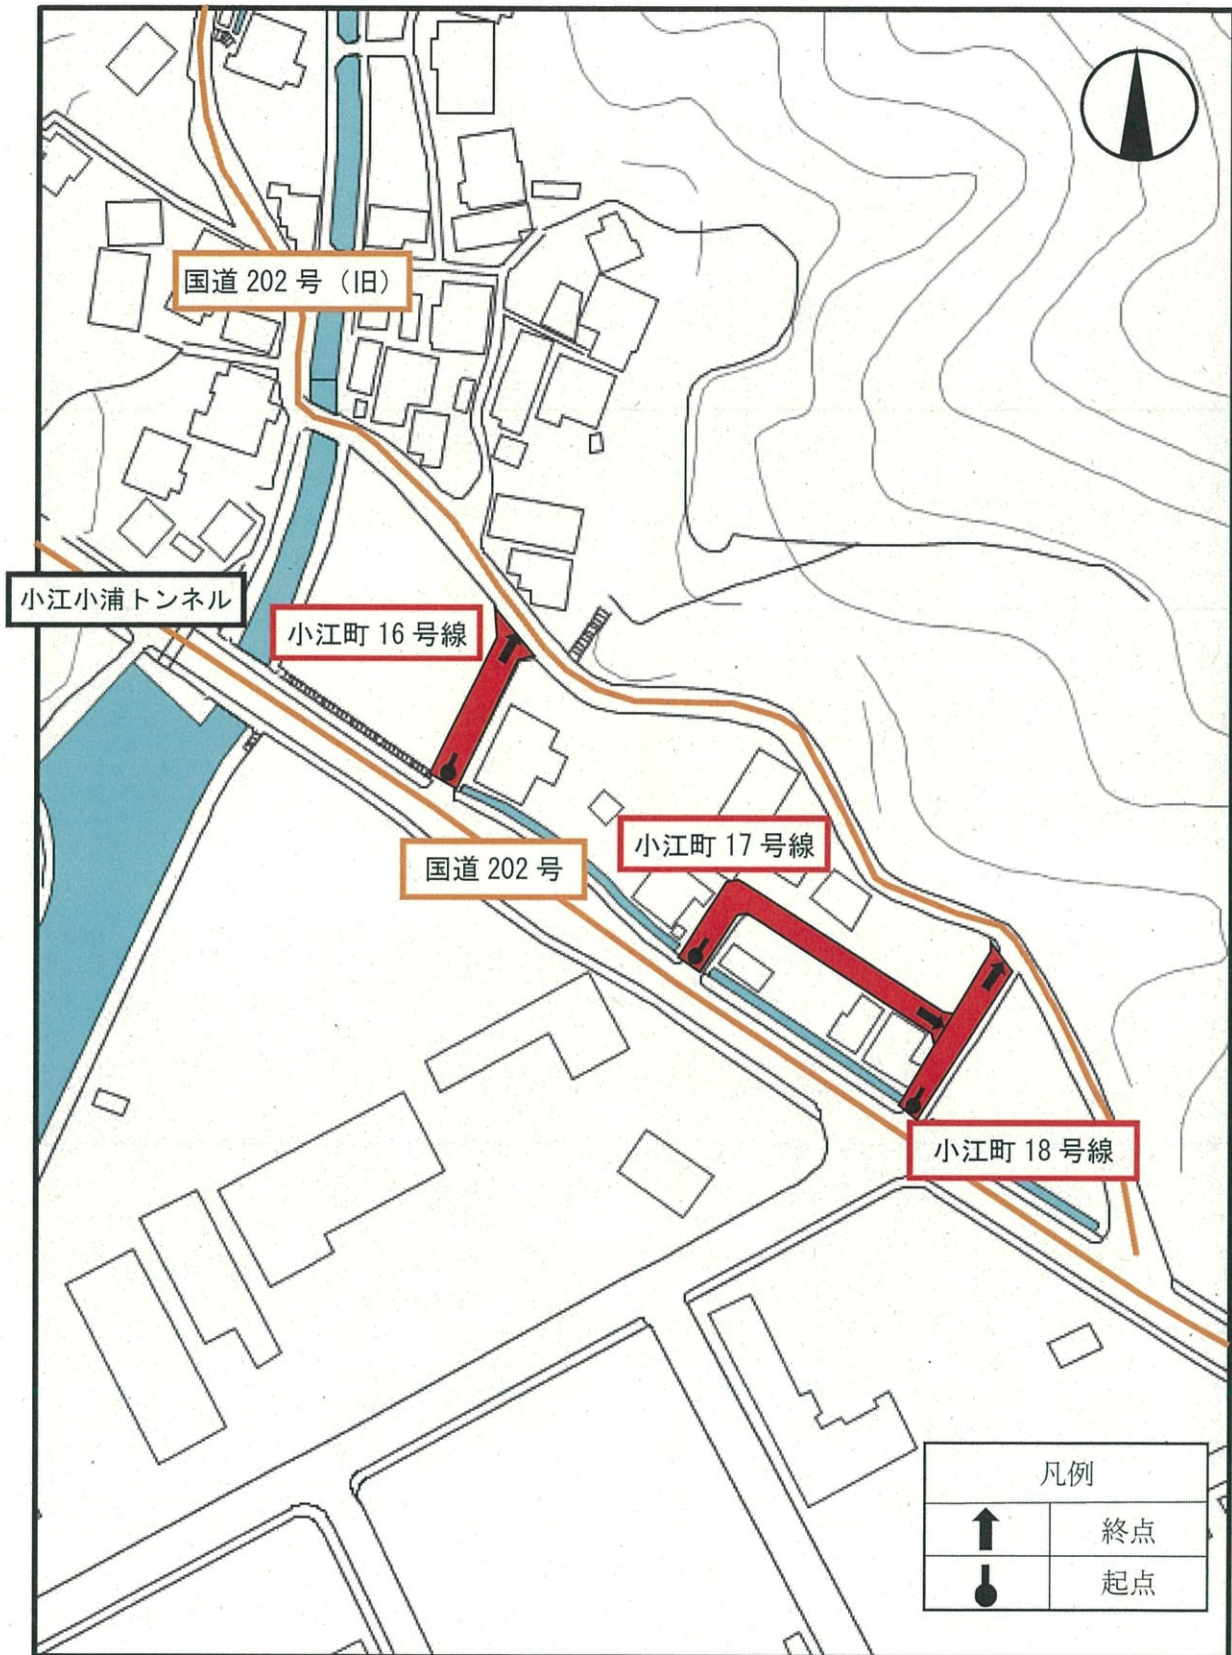 国道 202 号 (旧)
小江小浦トンネル
小江町 16 号線
小江町 17 号線
国道 202 号
小江町 18 号線
凡例
終点
起点